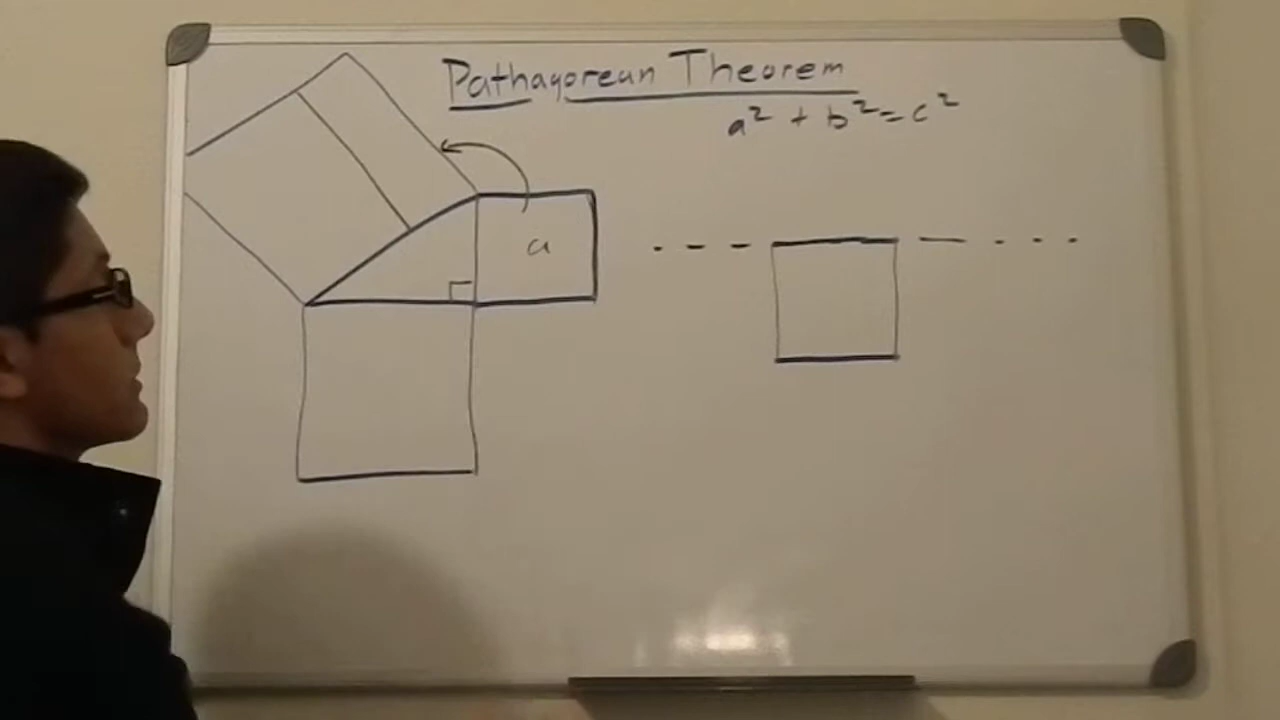 Pathagorean Theorem
a² + b² = c²
a